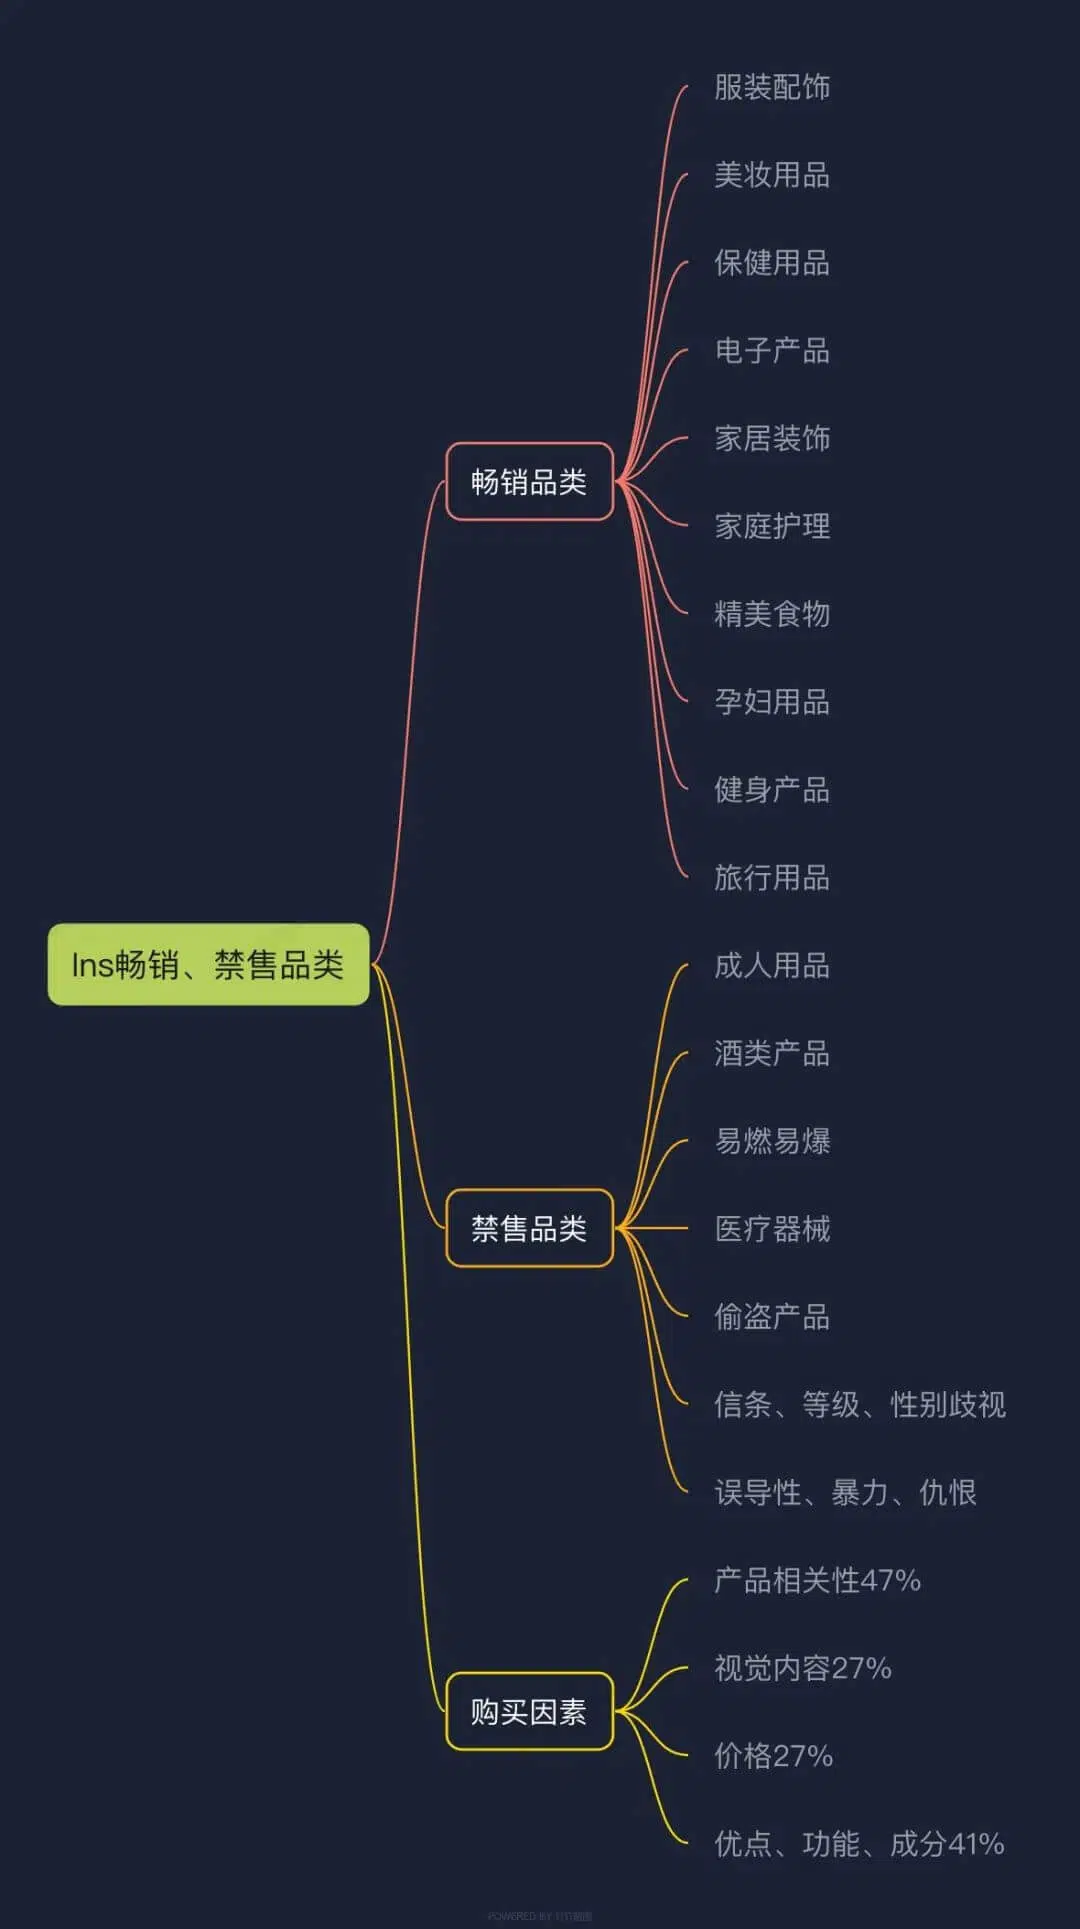 服装配饰
美妆用品
保健用品
电子产品
家居装饰
畅销品类
家庭护理
精美食物
孕妇用品
健身产品
旅行用品
Ins畅销、禁售品类
成人用品
酒类产品
易燃易爆
医疗器械
禁售品类
偷盗产品
信条、等级、性别歧视
误导性、暴力、仇恨
产品相关性47%
视觉内容27%
购买因素
价格27%
优点、功能、成分41%
POWERED BY